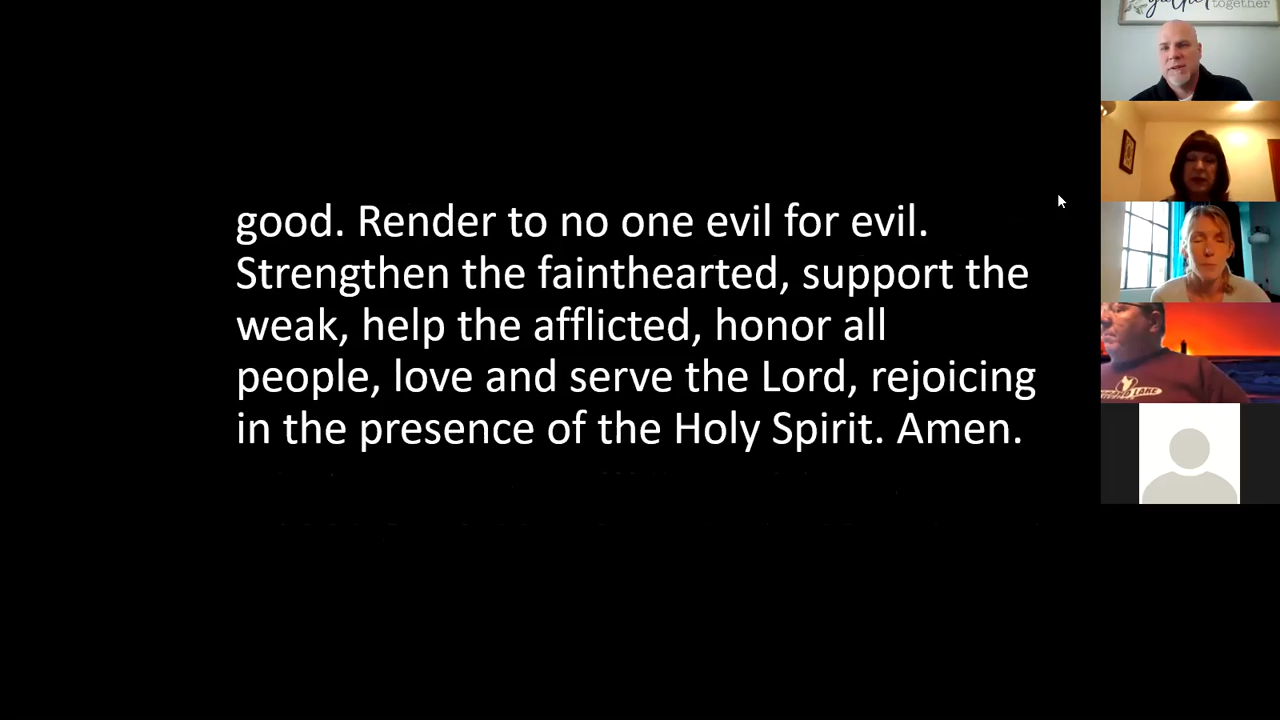 together
good. Render to no one evil for evil.
Strengthen the fainthearted, support the
weak, help the afflicted, honor all
people, love and serve the Lord, rejoicing
in the presence of the Holy Spirit. Amen.